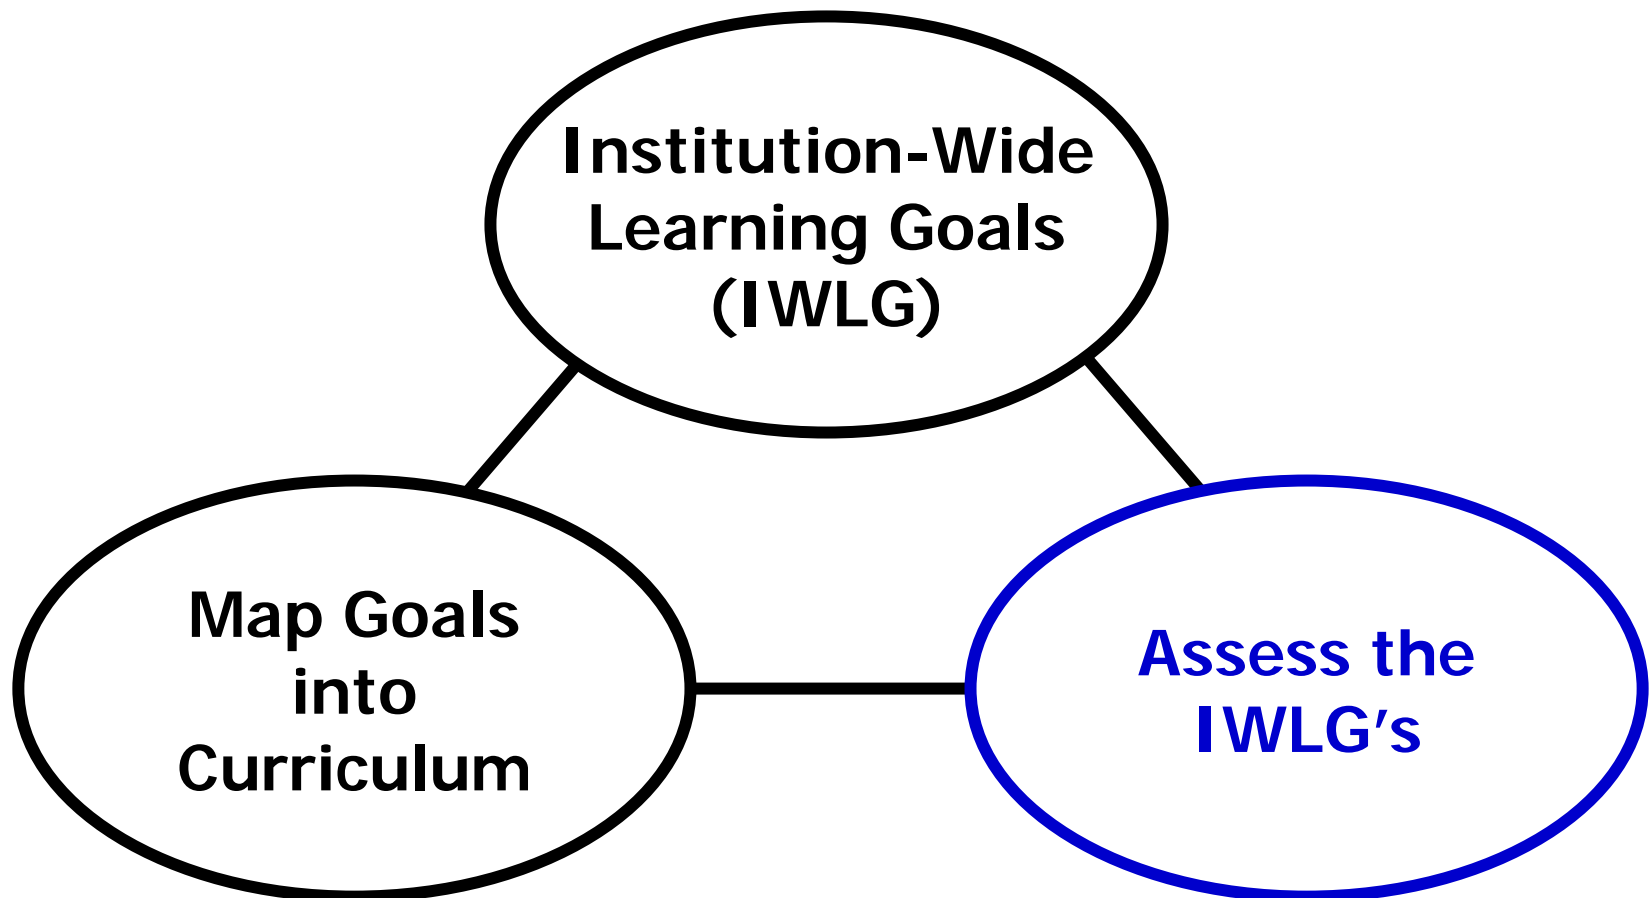 Institution-Wide
Learning Goals
(IWLG)
Map Goals
into
Curriculum
Assess the
IWLG's